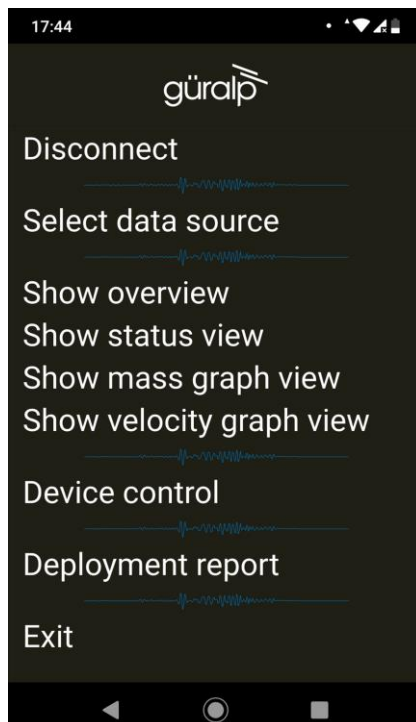 17:44
güralp
Disconnect
Select data source
Show overview
Show status view
Show mass graph view
Show velocity graph view
Device control
Deployment report
Exit